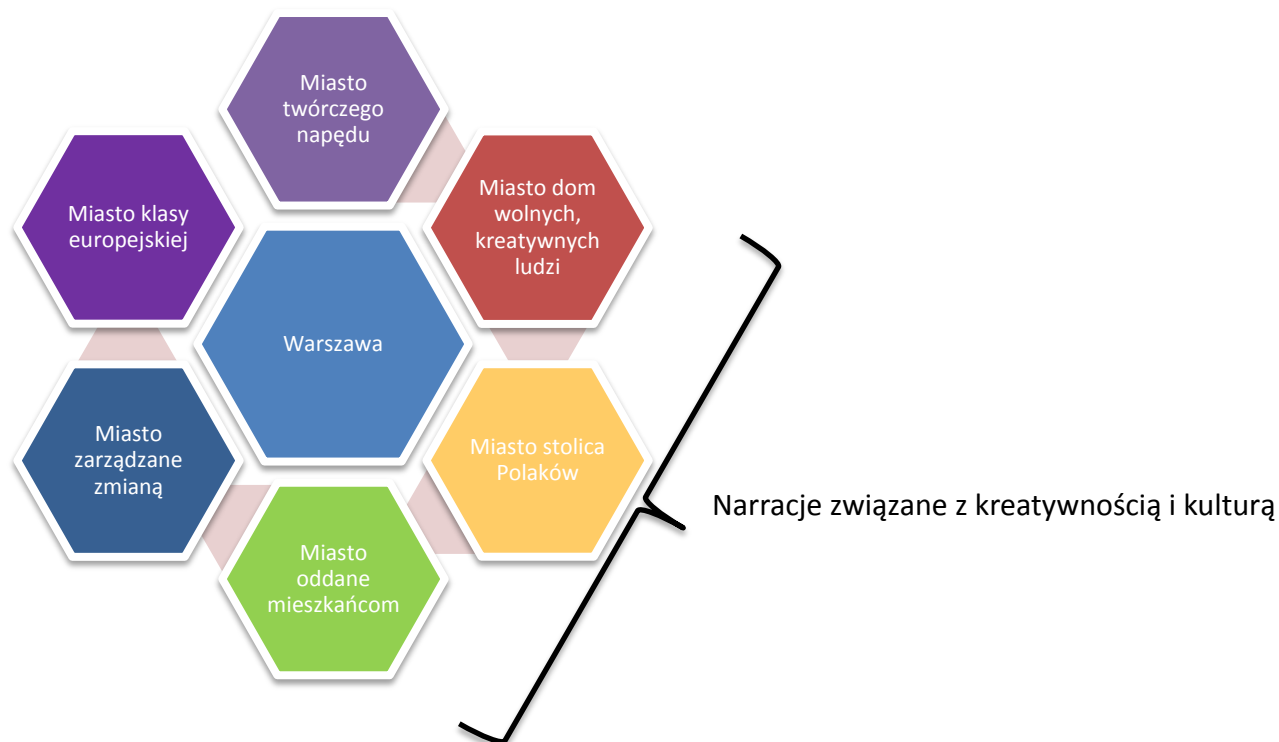 Miasto
twórczego
napędu
Miasto klasy
europejskiej
Miasto dom
wolnych,
kreatywnych
ludzi
Warszawa
Miasto
zarządzane
zmianą
Miasto stolica
Polaków
Miasto
oddane
mieszkańcom
Narracje związane z kreatywnością i kulturą